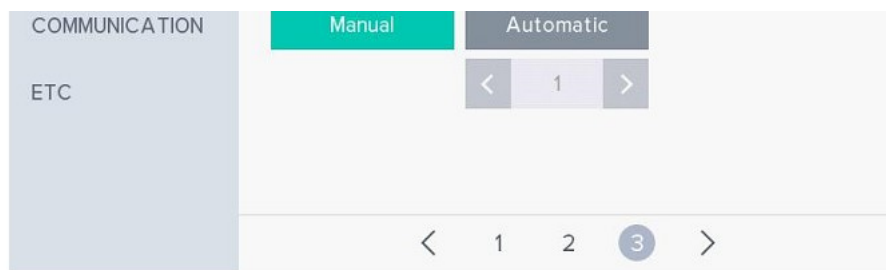 COMMUNICATION
Manual Automatic
ETC
< 1 >
< 1 2 3 >